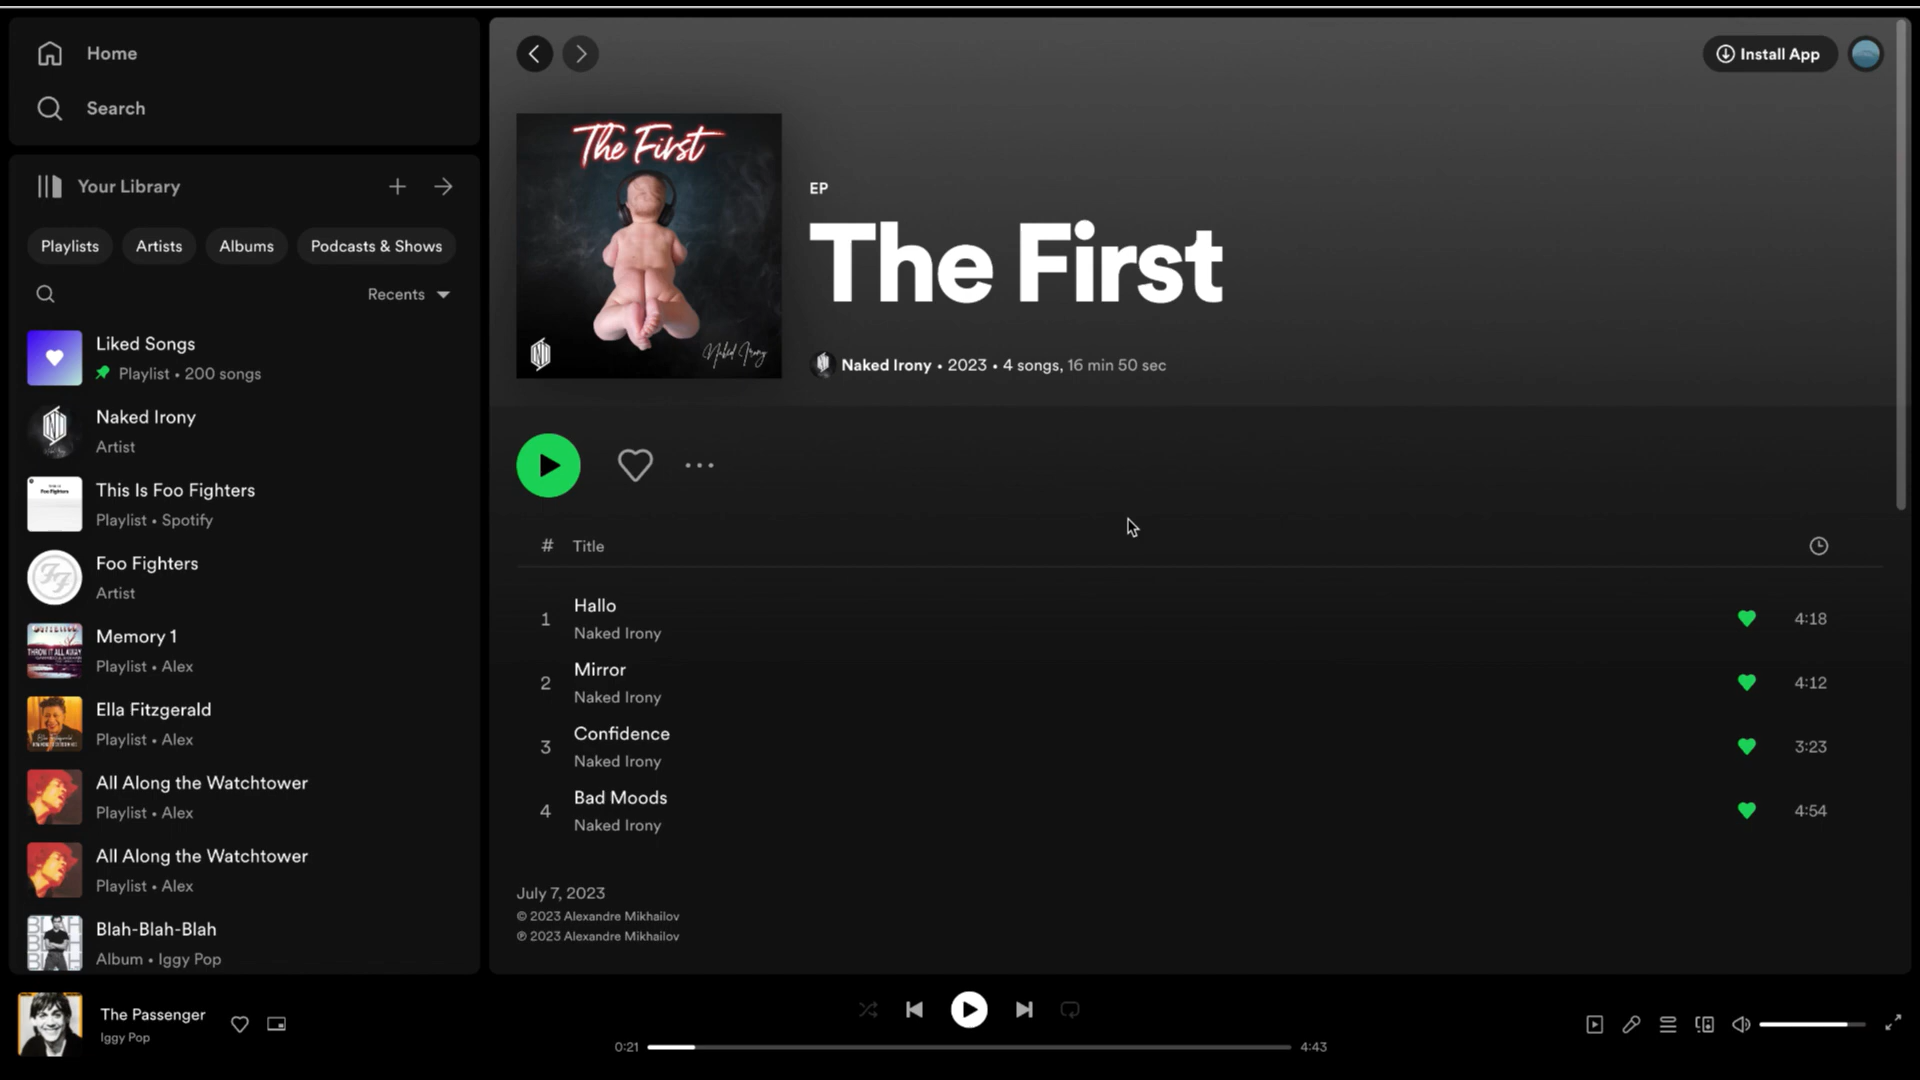 Home
Search
Your Library
Playlists
Artists
Albums
Podcasts & Shows
Recents
Liked Songs
Playlist • 200 songs
Naked Irony
Artist
This Is Foo Fighters
Playlist • Spotify
Foo Fighters
Artist
Memory 1
Playlist • Alex
Ella Fitzgerald
Playlist • Alex
All Along the Watchtower
Playlist • Alex
All Along the Watchtower
Playlist • Alex
Blah-Blah-Blah
Album • Iggy Pop
Install App
The First
Naked Irony
EP
The First
Naked Irony • 2023 • 4 songs, 16 min 50 sec
# Title
1 Hallo 4:18
Naked Irony
2 Mirror 4:12
Naked Irony
3 Confidence 3:23
Naked Irony
4 Bad Moods 4:54
Naked Irony
July 7, 2023
© 2023 Alexandre Mikhailov
℗ 2023 Alexandre Mikhailov
The Passenger
Iggy Pop
0:21
4:43